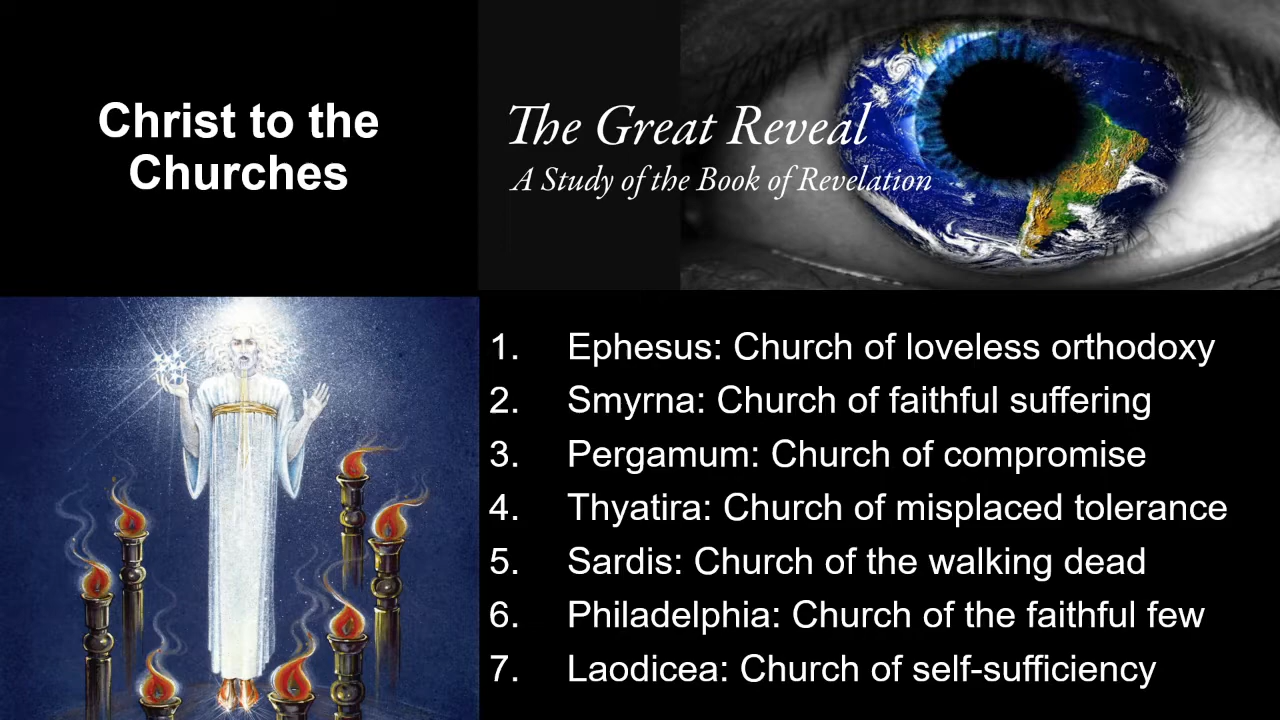 Christ to the
Churches
The Great Reveal
A Study of the Book of Revelation
1. Ephesus: Church of loveless orthodoxy
2. Smyrna: Church of faithful suffering
3. Pergamum: Church of compromise
4. Thyatira: Church of misplaced tolerance
5. Sardis: Church of the walking dead
6. Philadelphia: Church of the faithful few
7. Laodicea: Church of self-sufficiency